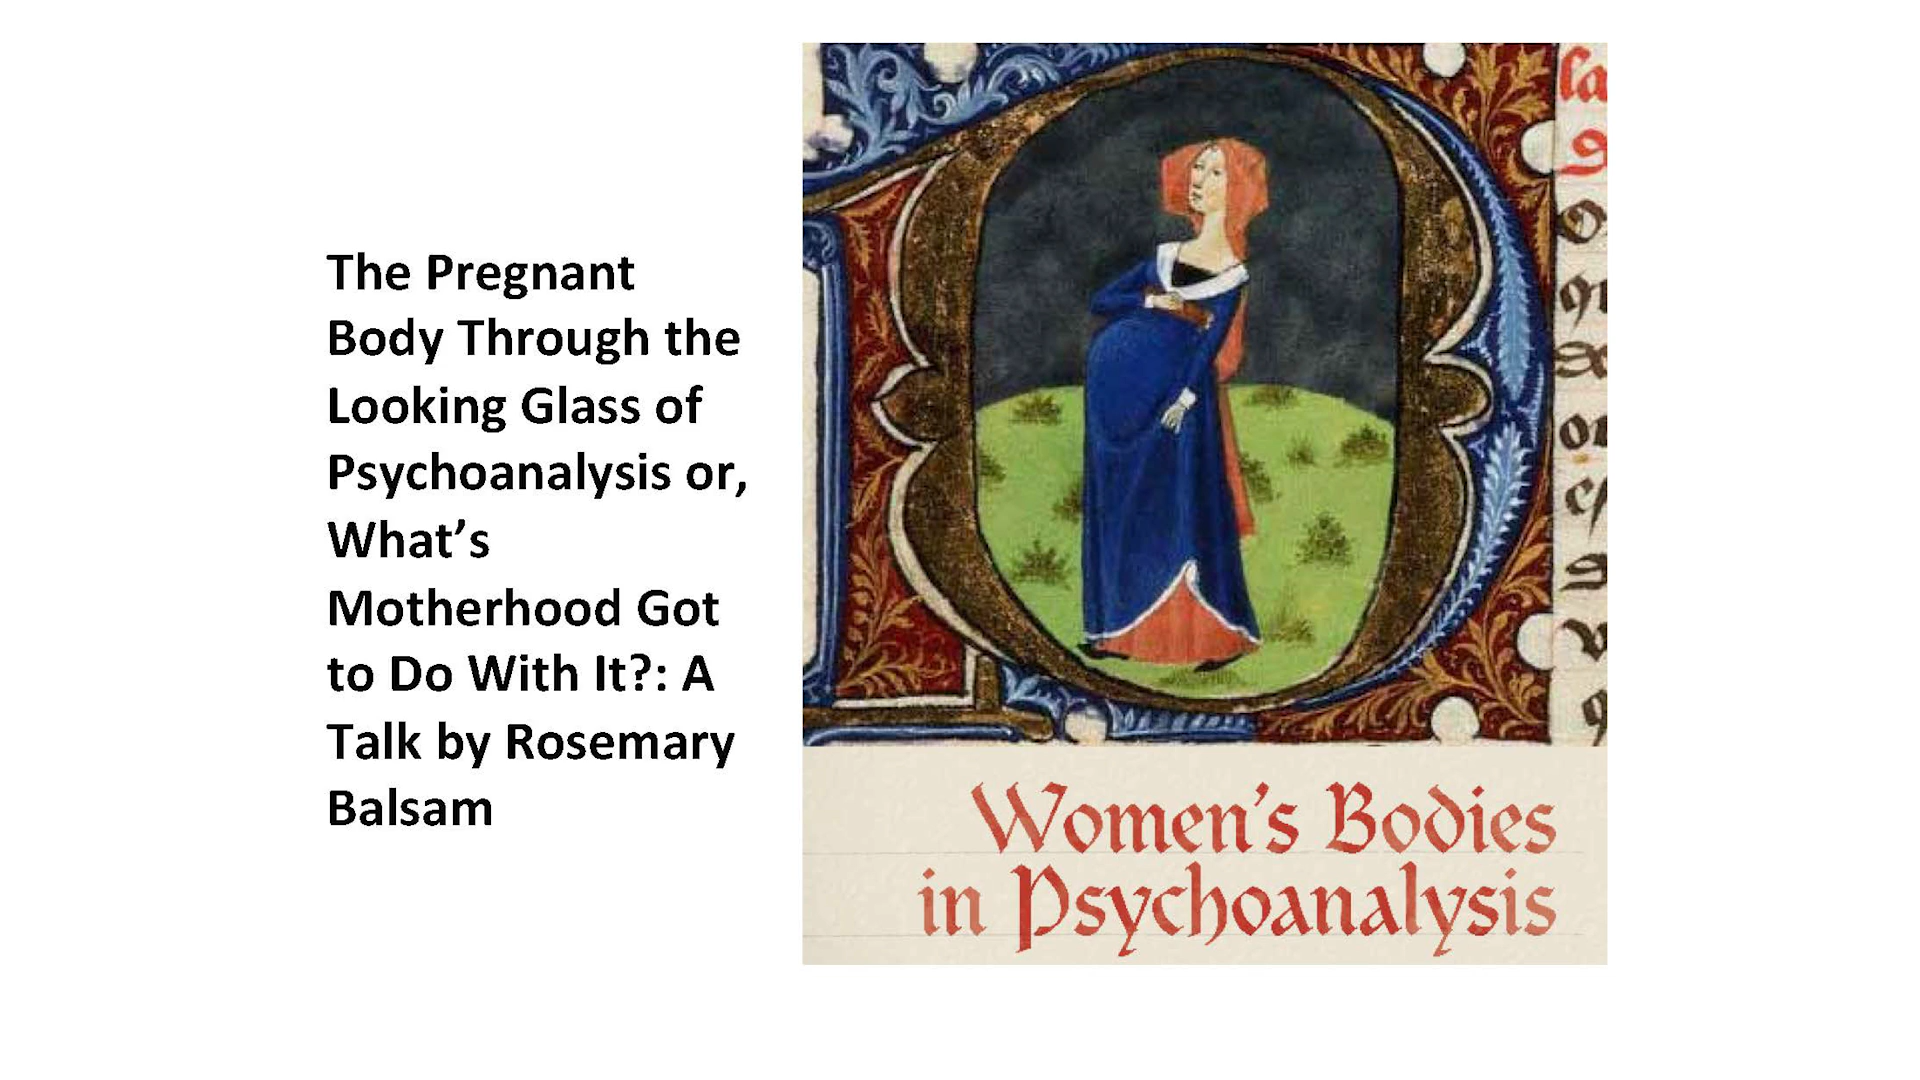 The Pregnant
Body Through the
Looking Glass of
Psychoanalysis or,
What’s
Motherhood Got
to Do With It?: A
Talk by Rosemary
Balsam
la
Women’s Bodies
in Psychoanalysis